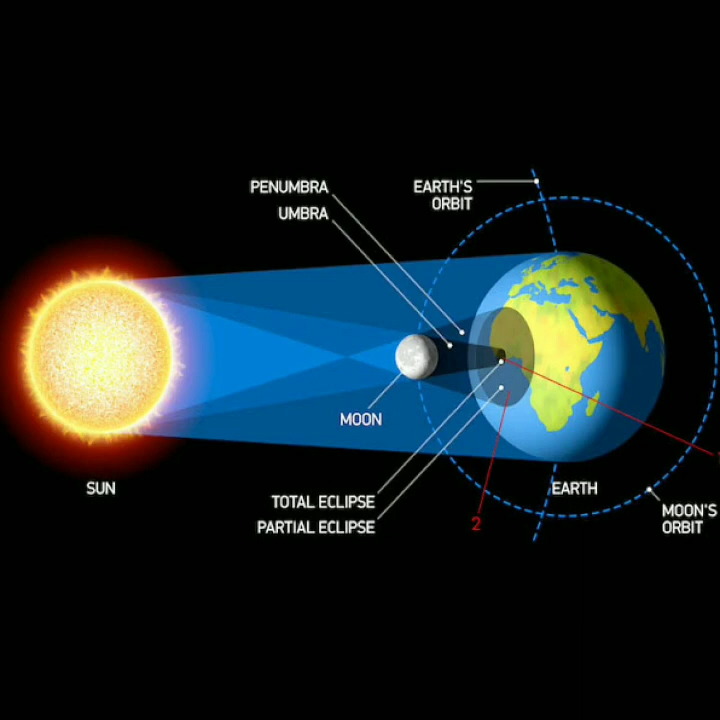 PENUMBRA
UMBRA
EARTH'S
ORBIT
MOON
SUN
TOTAL ECLIPSE
PARTIAL ECLIPSE
2
EARTH
MOON'S
ORBIT